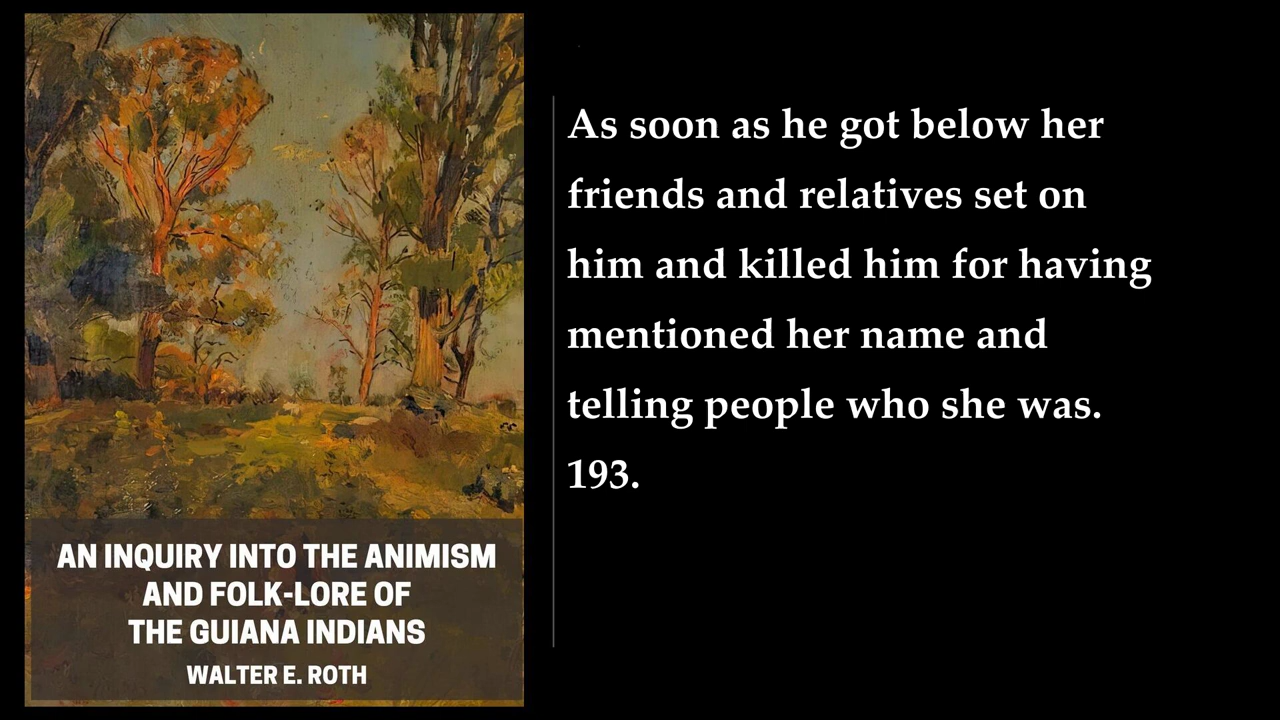 As soon as he got below her
friends and relatives set on
him and killed him for having
mentioned her name and
telling people who she was.
193.
AN INQUIRY INTO THE ANIMISM
AND FOLK-LORE OF
THE GUIANA INDIANS
WALTER E. ROTH